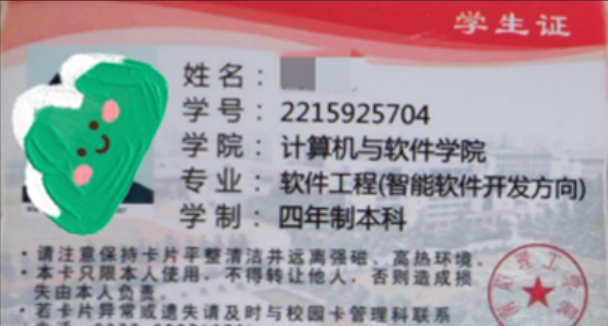 学生证
姓名：
学号：2215925704
学院：计算机与软件学院
专业：软件工程(智能软件开发方向)
学制：四年制本科
·请注意保持卡片平整清洁并远离强磁、高热环境。
·本卡只限本人使用，不得转让他人，否则造成损
失由本人负责。
·若卡片异常或遗失请及时与校园卡管理科联系
理工学